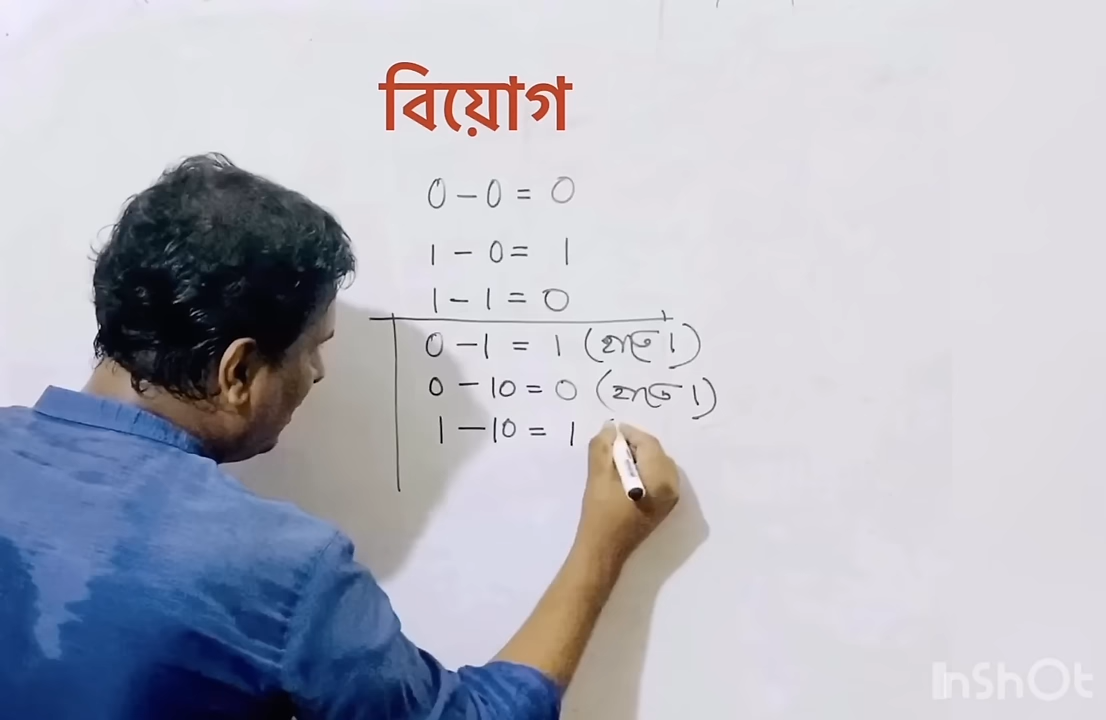 বিয়োগ
0 - 0 = 0
1 - 0 = 1
1 - 1 = 0
0 - 1 = 1 (হাতে 1)
0 - 10 = 0 (হাতে 1)
1 - 10 = 1
InShOt